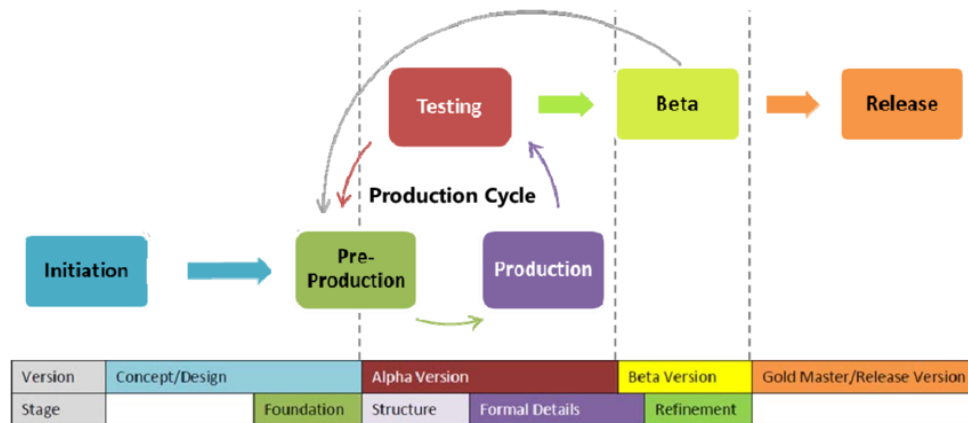 Testing
Beta
Release
Production Cycle
Initiation
Pre-
Production
Production
Version
Concept/Design
Alpha Version
Beta Version
Gold Master/Release Version
Stage
Foundation
Structure
Formal Details
Refinement